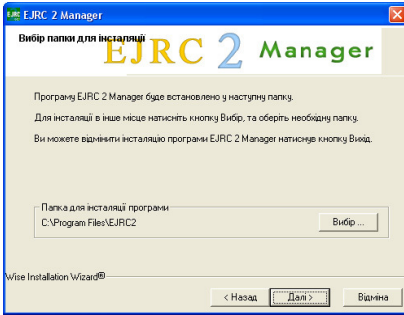 EJRC 2 Manager
Вибір папки для інсталяції
EJRC 2 Manager
Програму EJRC 2 Manager буде встановлено у наступну папку.
Для інсталяції в інше місце натисніть кнопку Вибір, та оберіть необхідну папку.
Ви можете відмінити інсталяцію програми EJRC 2 Manager натиснув кнопку Вихід.
Папка для інсталяції програми
C:\Program Files\EJRC2
Вибір ...
Wise Installation Wizard®
< Назад
Далі >
Відміна